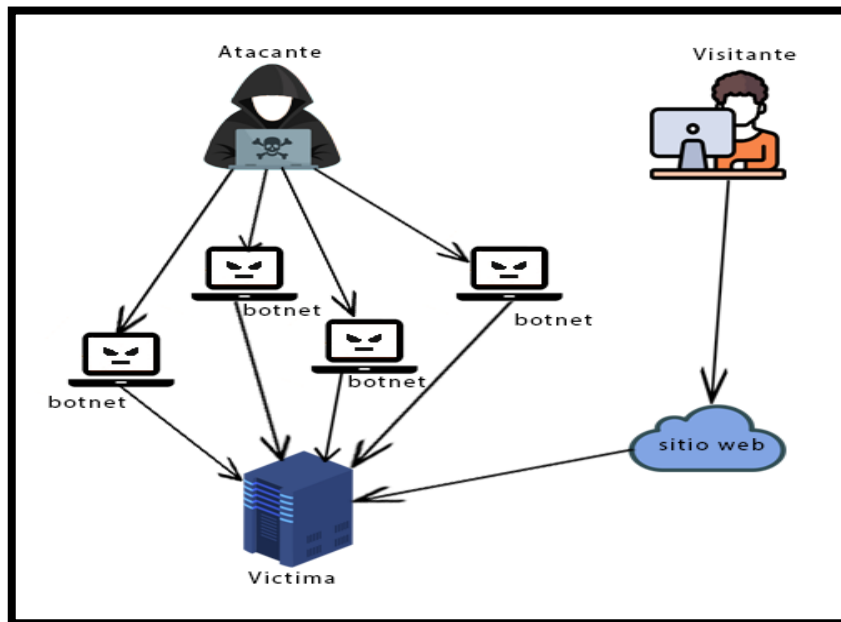 Atacante
Visitante
botnet
botnet
botnet
botnet
sitio web
Victima